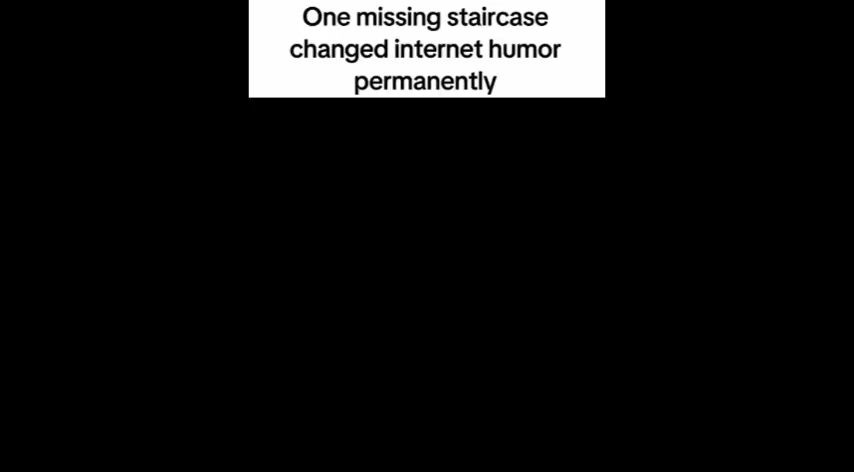 One missing staircase
changed internet humor
permanently